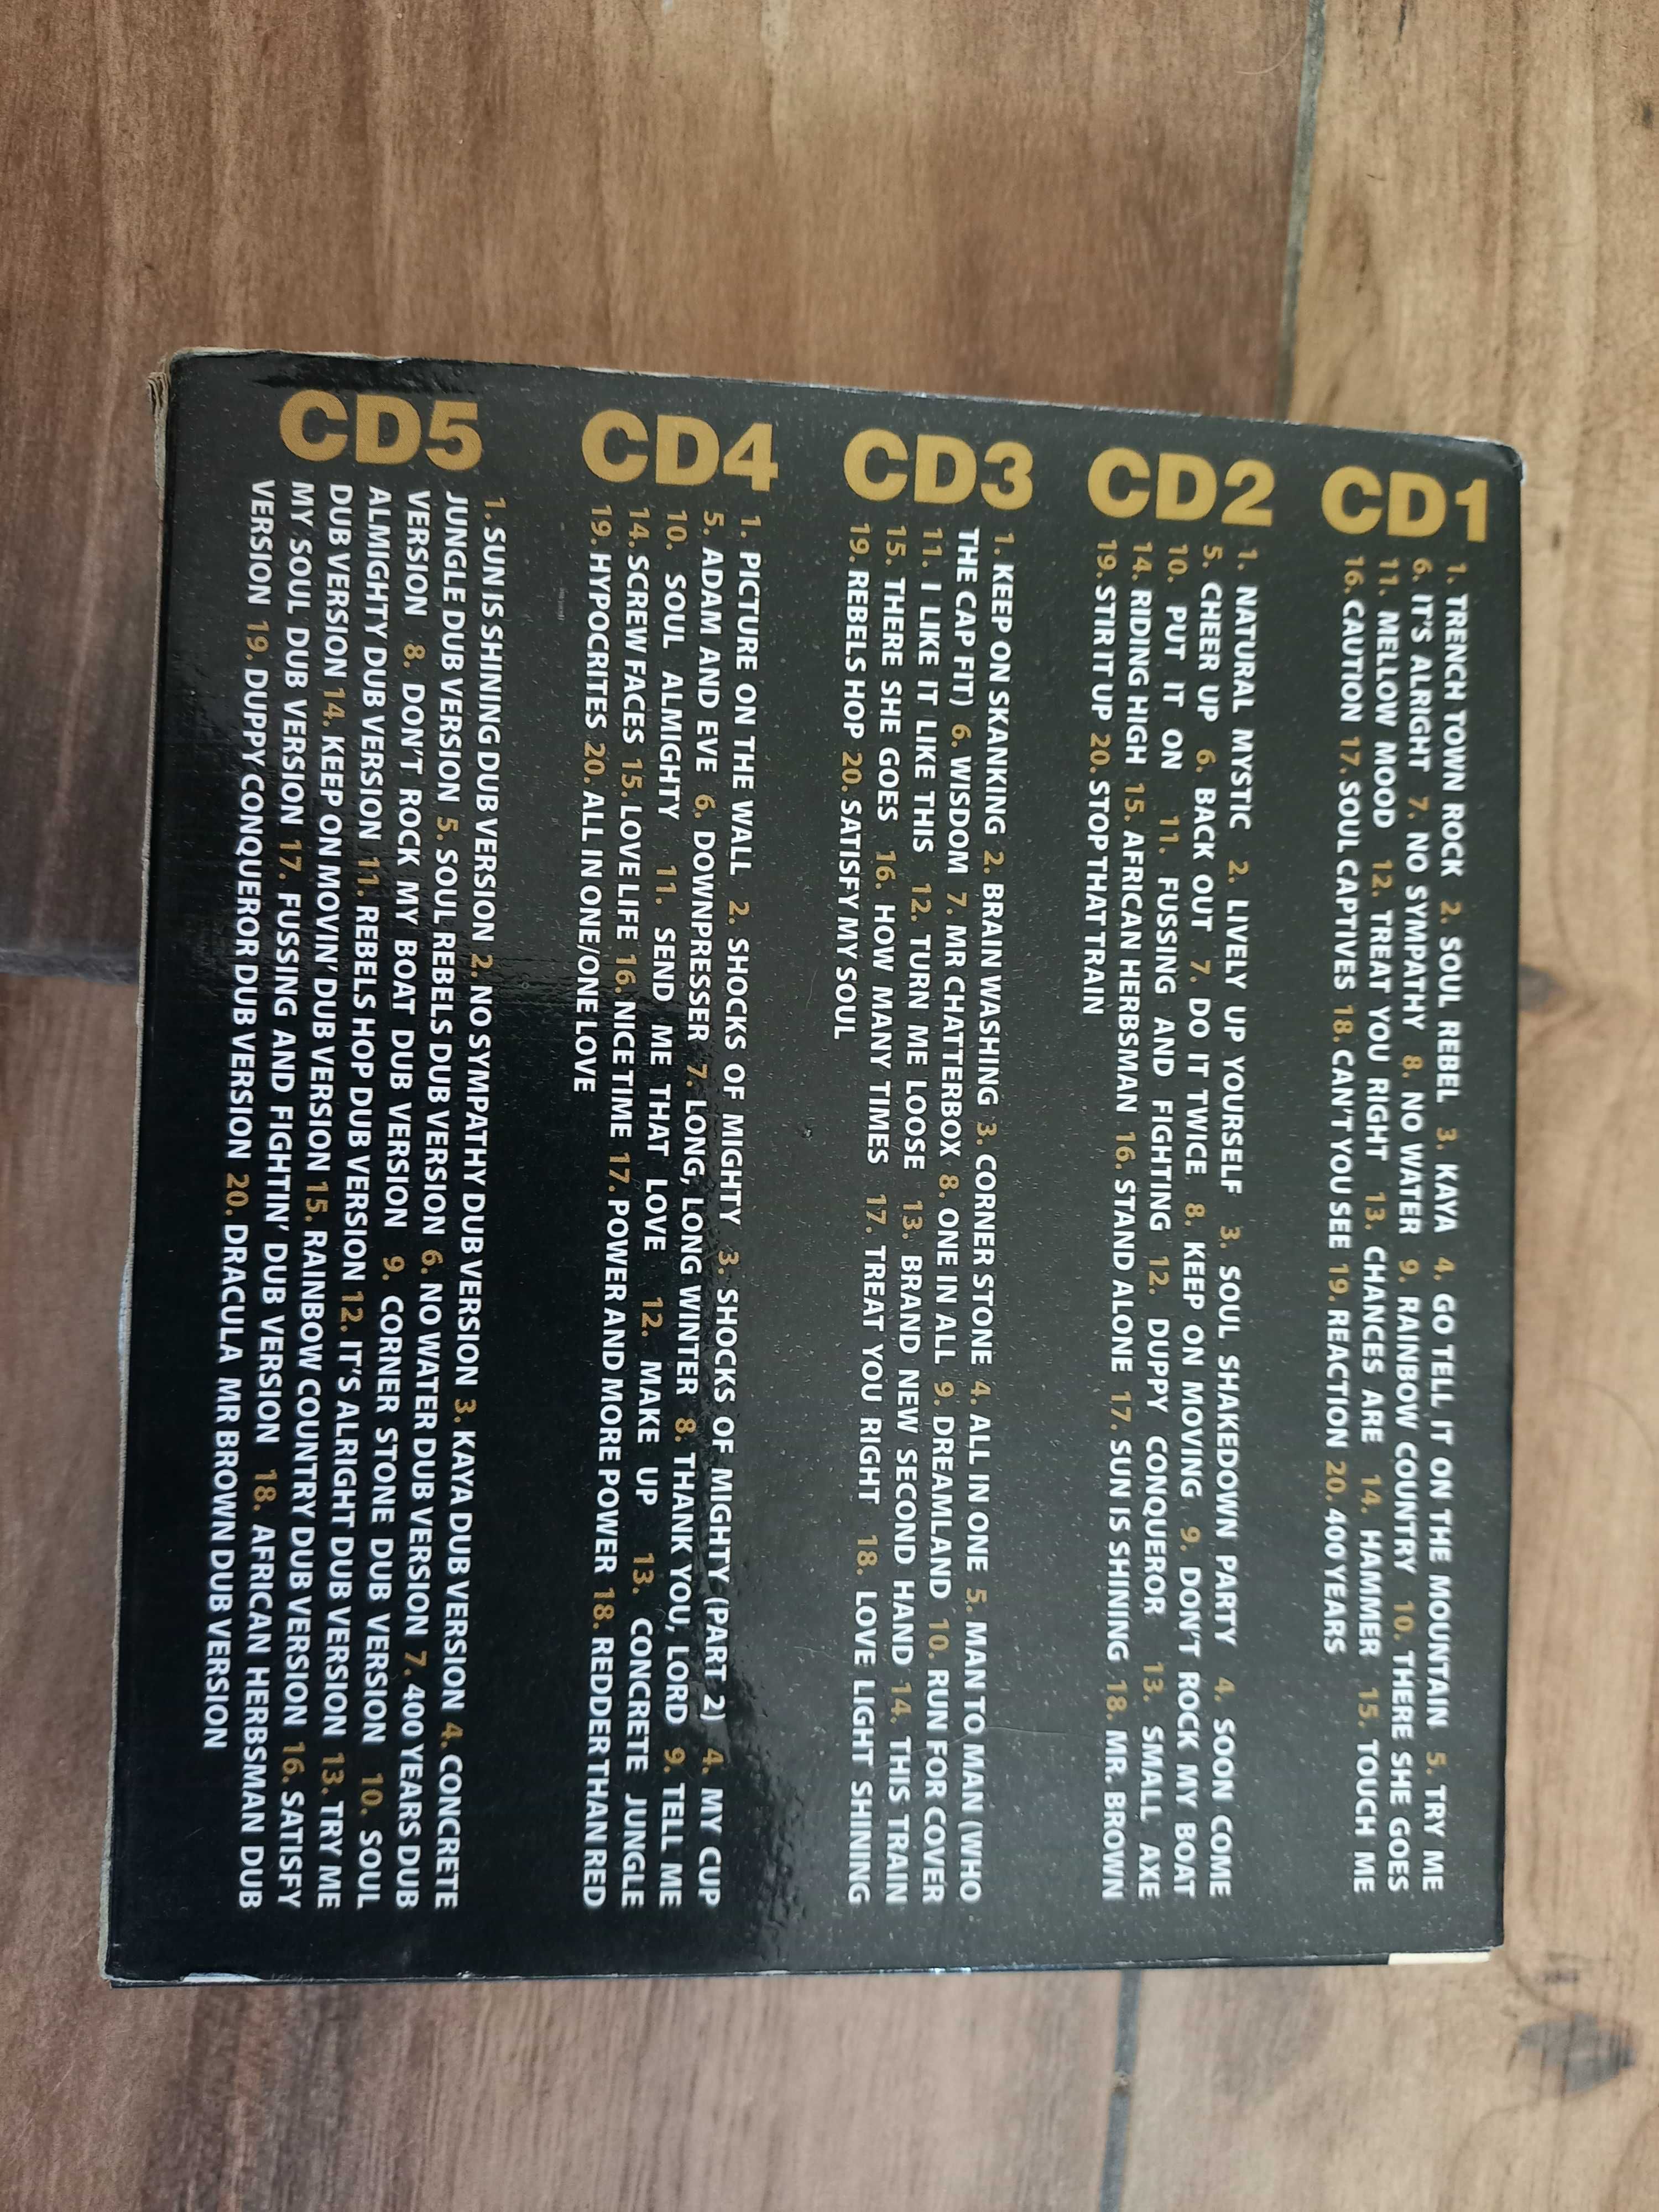 CD1
1. TRENCH TOWN ROCK 2. SOUL REBEL 3. KAYA 4. GO TELL IT ON THE MOUNTAIN 5. TRY ME
6. IT'S ALRIGHT 7. NO SYMPATHY 8. NO WATER 9. RAINBOW COUNTRY 10. THERE SHE GOES
11. MELLOW MOOD 12. TREAT YOU RIGHT 13. CHANCES ARE 14. HAMMER 15. TOUCH ME
16. CAUTION 17. SOUL CAPTIVES 18. CAN'T YOU SEE 19. REACTION 20. 400 YEARS
CD2
1. NATURAL MYSTIC 2. LIVELY UP YOURSELF 3. SOUL SHAKEDOWN PARTY 4. SOON COME
5. CHEER UP 6. BACK OUT 7. DO IT TWICE 8. KEEP ON MOVING 9. DON'T ROCK MY BOAT
10. PUT IT ON 11. FUSSING AND FIGHTING 12. DUPPY CONQUEROR 13. SMALL AXE
14. RIDING HIGH 15. AFRICAN HERBSMAN 16. STAND ALONE 17. SUN IS SHINING 18. MR. BROWN
19. STIR IT UP 20. STOP THAT TRAIN
CD3
1. KEEP ON SKANKING 2. BRAIN WASHING 3. CORNER STONE 4. ALL IN ONE 5. MAN TO MAN (WHO
THE CAP FIT) 6. WISDOM 7. MR CHATTERBOX 8. ONE IN ALL 9. DREAMLAND 10. RUN FOR COVER
11. I LIKE IT LIKE THIS 12. TURN ME LOOSE 13. BRAND NEW SECOND HAND 14. THIS TRAIN
15. THERE SHE GOES 16. HOW MANY TIMES 17. TREAT YOU RIGHT 18. LOVE LIGHT SHINING
19. REBELS HOP 20. SATISFY MY SOUL
CD4
1. PICTURE ON THE WALL 2. SHOCKS OF MIGHTY 3. SHOCKS OF MIGHTY (PART 2) 4. MY CUP
5. ADAM AND EVE 6. DOWNPRESSER 7. LONG, LONG WINTER 8. THANK YOU, LORD 9. TELL ME
10. SOUL ALMIGHTY 11. SEND ME THAT LOVE 12. MAKE UP 13. CONCRETE JUNGLE
14. SCREW FACES 15. LOVE LIFE 16. NICE TIME 17. POWER AND MORE POWER 18. REDDER THAN RED
19. HYPOCRITES 20. ALL IN ONE/ONE LOVE
CD5
1. SUN IS SHINING DUB VERSION 2. NO SYMPATHY DUB VERSION 3. KAYA DUB VERSION 4. CONCRETE
JUNGLE DUB VERSION 5. SOUL REBELS DUB VERSION 6. NO WATER DUB VERSION 7. 400 YEARS DUB
VERSION 8. DON'T ROCK MY BOAT DUB VERSION 9. CORNER STONE DUB VERSION 10. SOUL
ALMIGHTY DUB VERSION 11. REBELS HOP DUB VERSION 12. IT'S ALRIGHT DUB VERSION 13. TRY ME
DUB VERSION 14. KEEP ON MOVIN' DUB VERSION 15. RAINBOW COUNTRY DUB VERSION 16. SATISFY
MY SOUL DUB VERSION 17. FUSSING AND FIGHTIN' DUB VERSION 18. AFRICAN HERBSMAN DUB
VERSION 19. DUPPY CONQUEROR DUB VERSION 20. DRACULA MR BROWN DUB VERSION